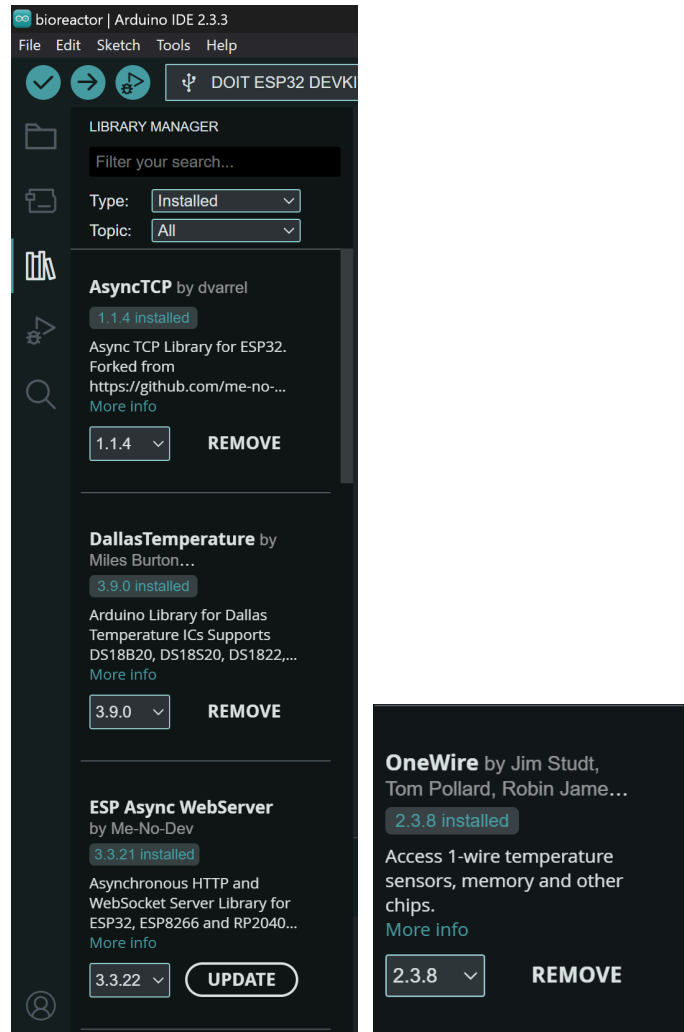 bioreactor | Arduino IDE 2.3.3
File Edit Sketch Tools Help
DOIT ESP32 DEVKI
LIBRARY MANAGER
Filter your search...
Type: Installed
Topic: All
AsyncTCP by dvarrel
1.1.4 installed
Async TCP Library for ESP32.
Forked from
https://github.com/me-no-...
More info
1.1.4 REMOVE
DallasTemperature by
Miles Burton...
3.9.0 installed
Arduino Library for Dallas
Temperature ICs Supports
DS18B20, DS18S20, DS1822,...
More info
3.9.0 REMOVE
ESP Async WebServer
by Me-No-Dev
3.3.21 installed
Asynchronous HTTP and
WebSocket Server Library for
ESP32, ESP8266 and RP2040...
More info
3.3.22 UPDATE
OneWire by Jim Studt,
Tom Pollard, Robin Jame...
2.3.8 installed
Access 1-wire temperature
sensors, memory and other
chips.
More info
2.3.8 REMOVE